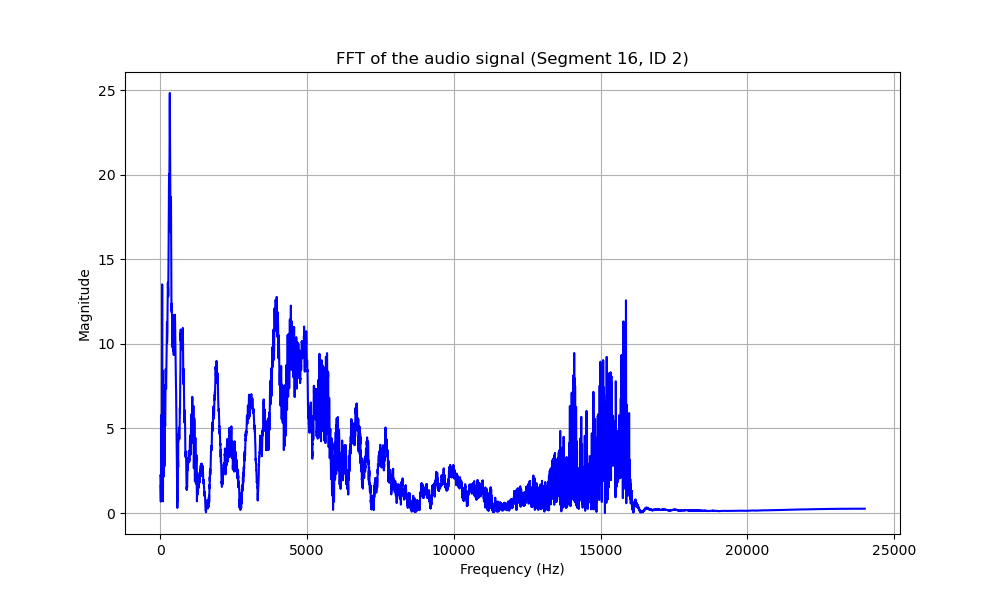 FFT of the audio signal (Segment 16, ID 2)
Magnitude
25
20
15
10
5
0
0 5000 10000 15000 20000 25000
Frequency (Hz)